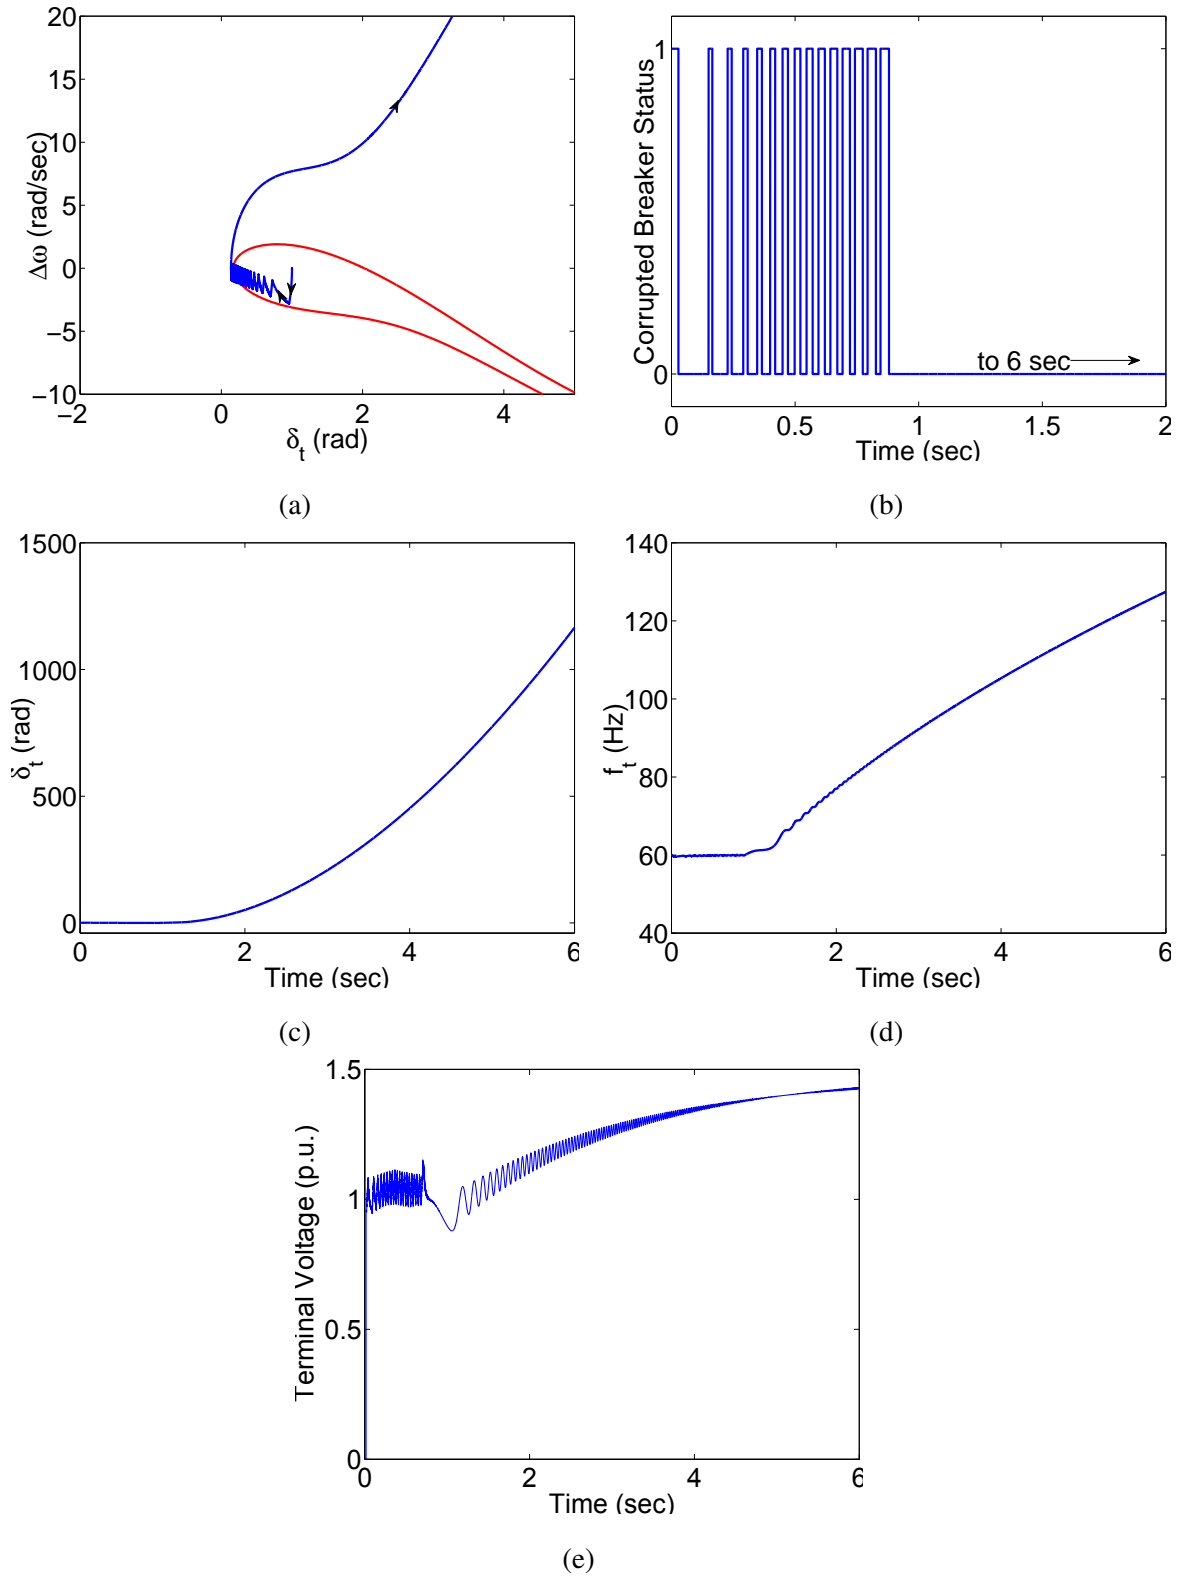 20
15
10
5
0
−5
−10
−2
0
2
4
Δω (rad/sec)
δt (rad)
(a)
1
0
0
0.5
1
1.5
2
Corrupted Breaker Status
to 6 sec
Time (sec)
(b)
1500
1000
500
0
0
2
4
6
δt (rad)
Time (sec)
(c)
140
120
100
80
60
40
0
2
4
6
ft (Hz)
Time (sec)
(d)
1.5
1
0.5
0
0
2
4
6
Terminal Voltage (p.u.)
Time (sec)
(e)